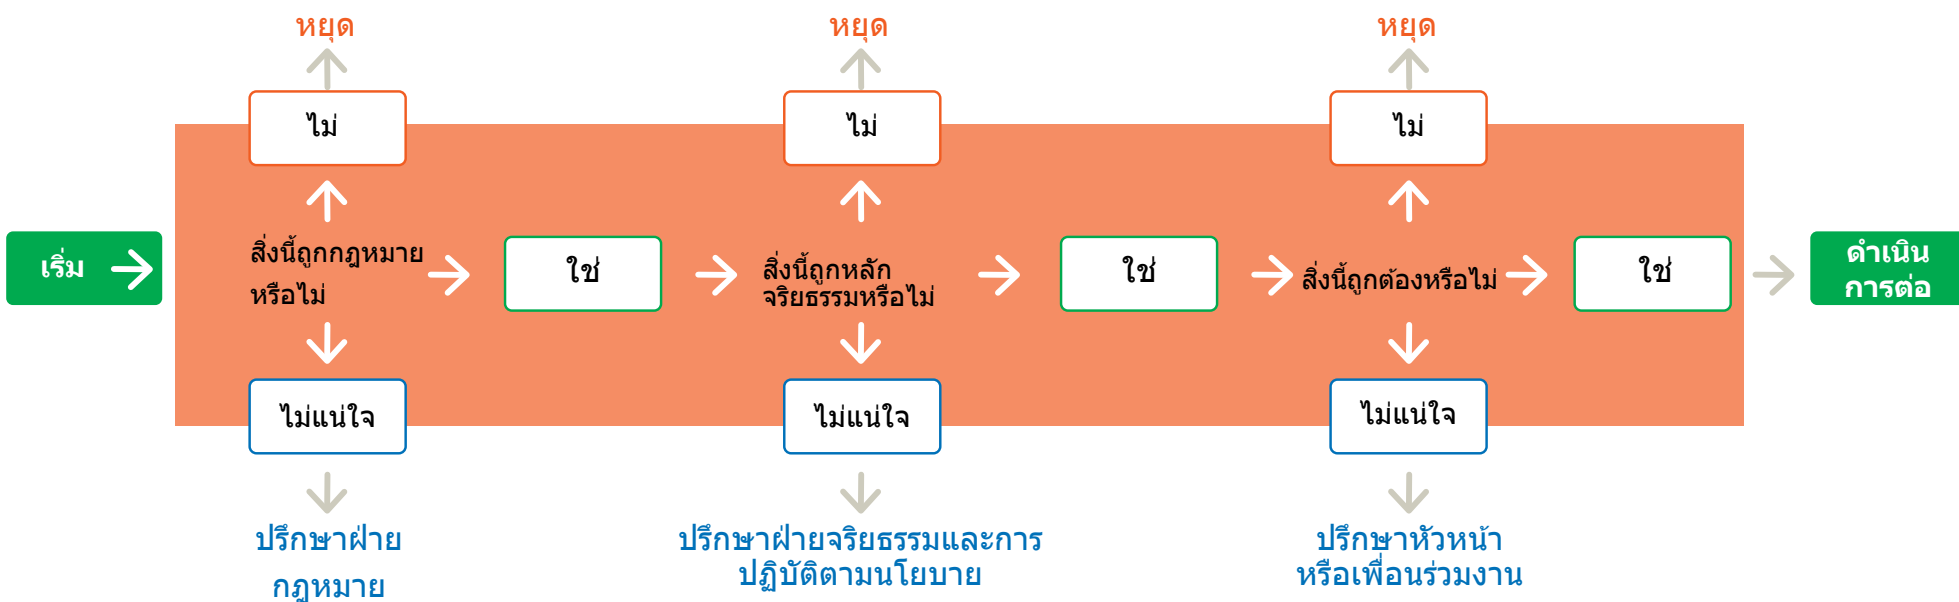 หยุด
หยุด
หยุด
ไม่
ไม่
ไม่
เริ่ม
สิ่งนี้ถูกกฎหมาย
หรือไม่
ใช่
สิ่งนี้ถูกหลัก
จริยธรรมหรือไม่
ใช่
สิ่งนี้ถูกต้องหรือไม่
ใช่
ดำเนิน
การต่อ
ไม่แน่ใจ
ไม่แน่ใจ
ไม่แน่ใจ
ปรึกษาฝ่าย
กฎหมาย
ปรึกษาฝ่ายจริยธรรมและการ
ปฏิบัติตามนโยบาย
ปรึกษาหัวหน้า
หรือเพื่อนร่วมงาน